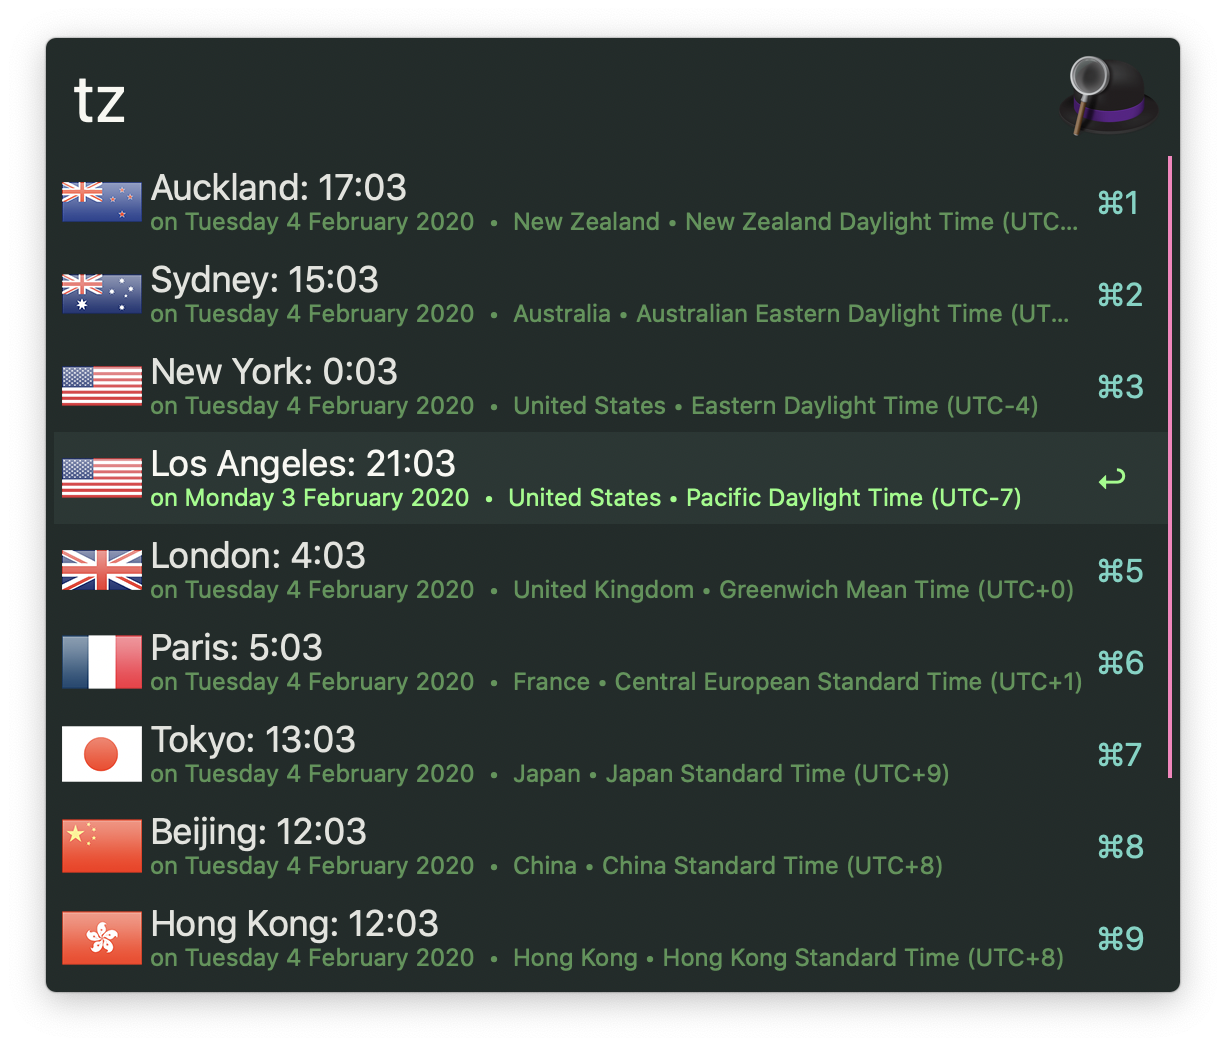 tz
Auckland: 17:03
on Tuesday 4 February 2020 • New Zealand • New Zealand Daylight Time (UTC...
⌘1
Sydney: 15:03
on Tuesday 4 February 2020 • Australia • Australian Eastern Daylight Time (UT...
⌘2
New York: 0:03
on Tuesday 4 February 2020 • United States • Eastern Daylight Time (UTC-4)
⌘3
Los Angeles: 21:03
on Monday 3 February 2020 • United States • Pacific Daylight Time (UTC-7)
London: 4:03
on Tuesday 4 February 2020 • United Kingdom • Greenwich Mean Time (UTC+0)
⌘5
Paris: 5:03
on Tuesday 4 February 2020 • France • Central European Standard Time (UTC+1)
⌘6
Tokyo: 13:03
on Tuesday 4 February 2020 • Japan • Japan Standard Time (UTC+9)
⌘7
Beijing: 12:03
on Tuesday 4 February 2020 • China • China Standard Time (UTC+8)
⌘8
Hong Kong: 12:03
on Tuesday 4 February 2020 • Hong Kong • Hong Kong Standard Time (UTC+8)
⌘9